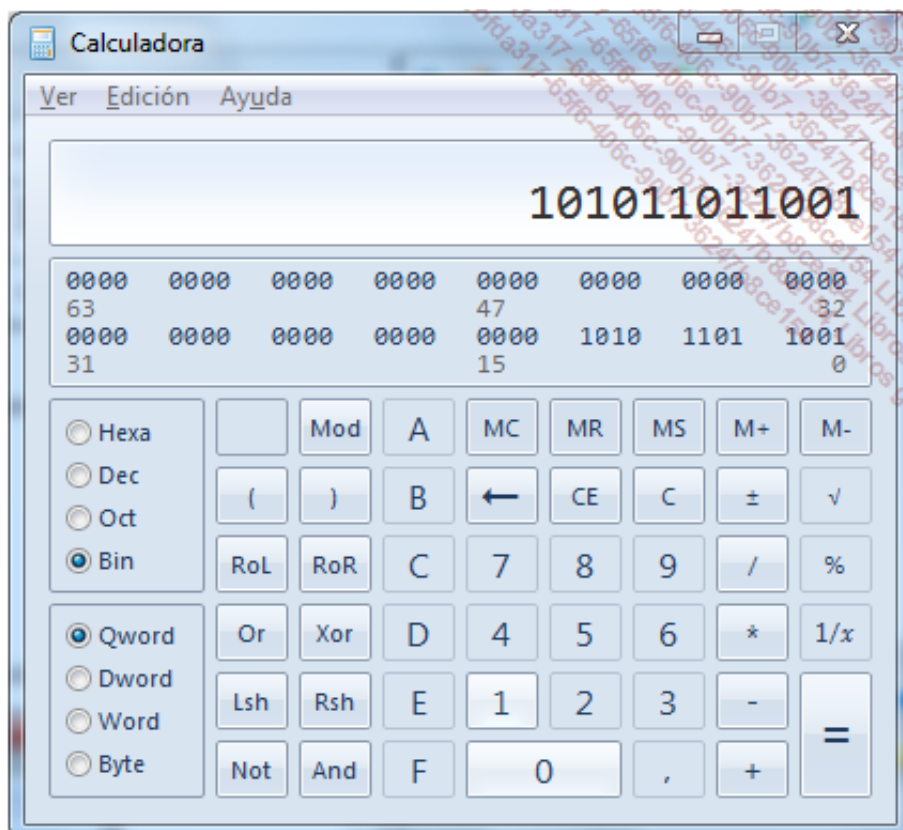 Calculadora
Ver Edición Ayuda
101011011001
0000 0000 0000 0000 0000 0000 0000 0000
63 47 32
0000 0000 0000 0000 0000 1010 1101 1001
31 15 0
Hexa Mod A MC MR MS M+ M-
Dec ( ) B ← CE C ± √
Oct
Bin RoL RoR C 7 8 9 / %
Qword Or Xor D 4 5 6 * 1/x
Dword Lsh Rsh E 1 2 3 - =
Word
Byte Not And F 0 , +